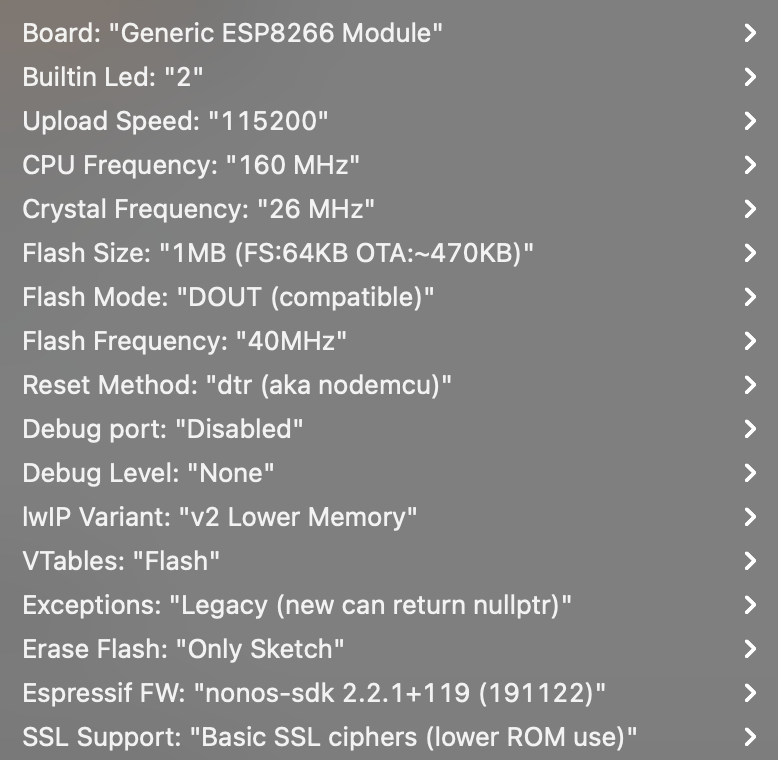 Board: "Generic ESP8266 Module"
Builtin Led: "2"
Upload Speed: "115200"
CPU Frequency: "160 MHz"
Crystal Frequency: "26 MHz"
Flash Size: "1MB (FS:64KB OTA:~470KB)"
Flash Mode: "DOUT (compatible)"
Flash Frequency: "40MHz"
Reset Method: "dtr (aka nodemcu)"
Debug port: "Disabled"
Debug Level: "None"
lwIP Variant: "v2 Lower Memory"
VTables: "Flash"
Exceptions: "Legacy (new can return nullptr)"
Erase Flash: "Only Sketch"
Espressif FW: "nonos-sdk 2.2.1+119 (191122)"
SSL Support: "Basic SSL ciphers (lower ROM use)"